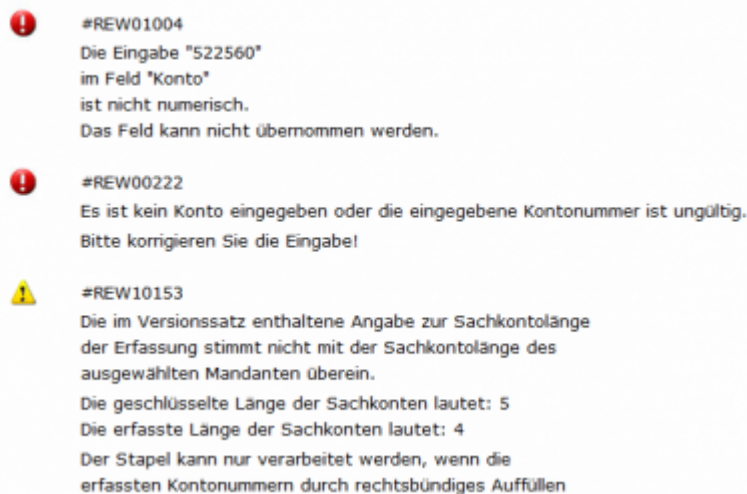 #REW01004
Die Eingabe "522560"
im Feld "Konto"
ist nicht numerisch.
Das Feld kann nicht übernommen werden.
#REW00222
Es ist kein Konto eingegeben oder die eingegebene Kontonummer ist ungültig.
Bitte korrigieren Sie die Eingabe!
#REW10153
Die im Versionssatz enthaltene Angabe zur Sachkontolänge
der Erfassung stimmt nicht mit der Sachkontolänge des
ausgewählten Mandanten überein.
Die geschlüsselte Länge der Sachkonten lautet: 5
Die erfasste Länge der Sachkonten lautet: 4
Der Stapel kann nur verarbeitet werden, wenn die
erfassten Kontonummern durch rechtsbündiges Auffüllen